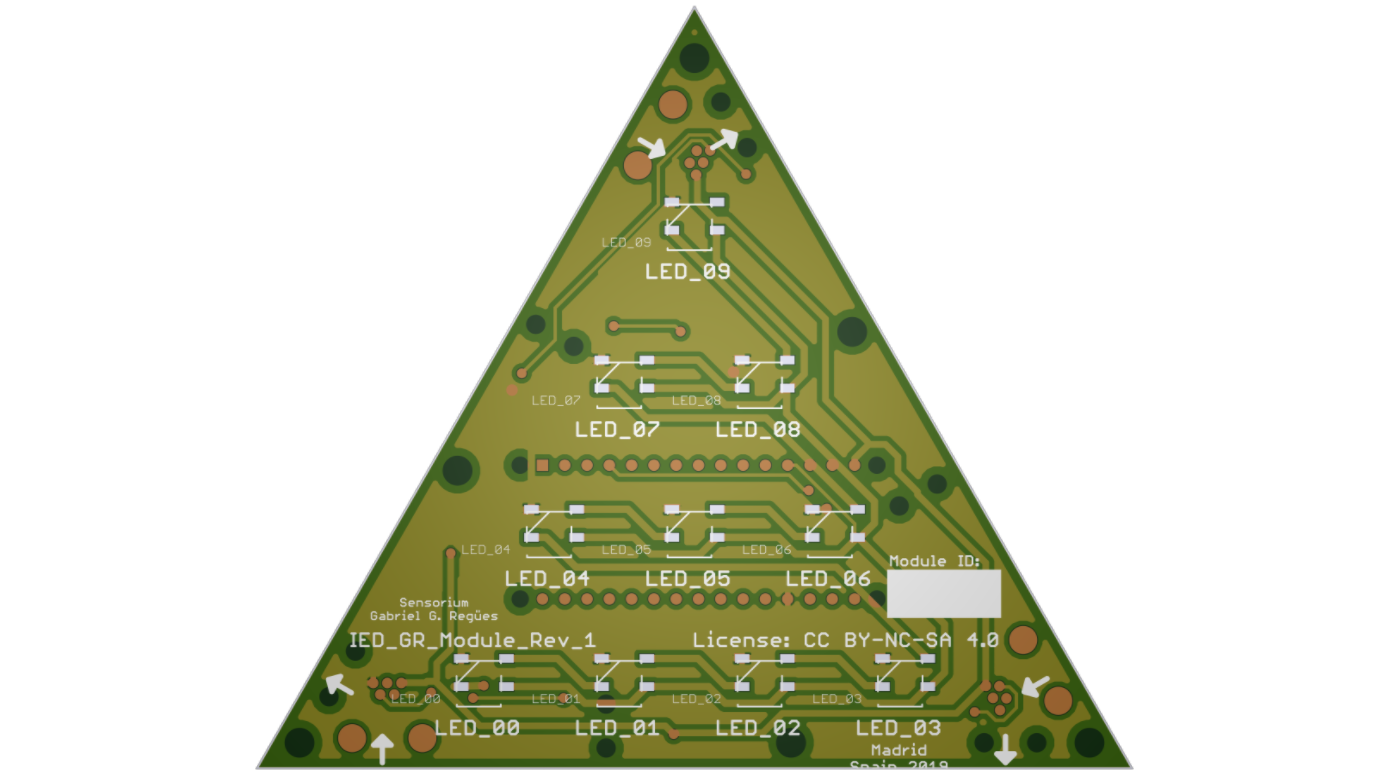 LED_09
LED_09
LED_07 LED_08
LED_07 LED_08
LED_04 LED_05 LED_06
Module ID:
LED_04 LED_05 LED_06
Sensorium
Gabriel G. Regües
IED_GR_Module_Rev_1 License: CC BY-NC-SA 4.0
LED_00 LED_01 LED_02 LED_03
LED_00 LED_01 LED_02 LED_03
Madrid
Spain 2019